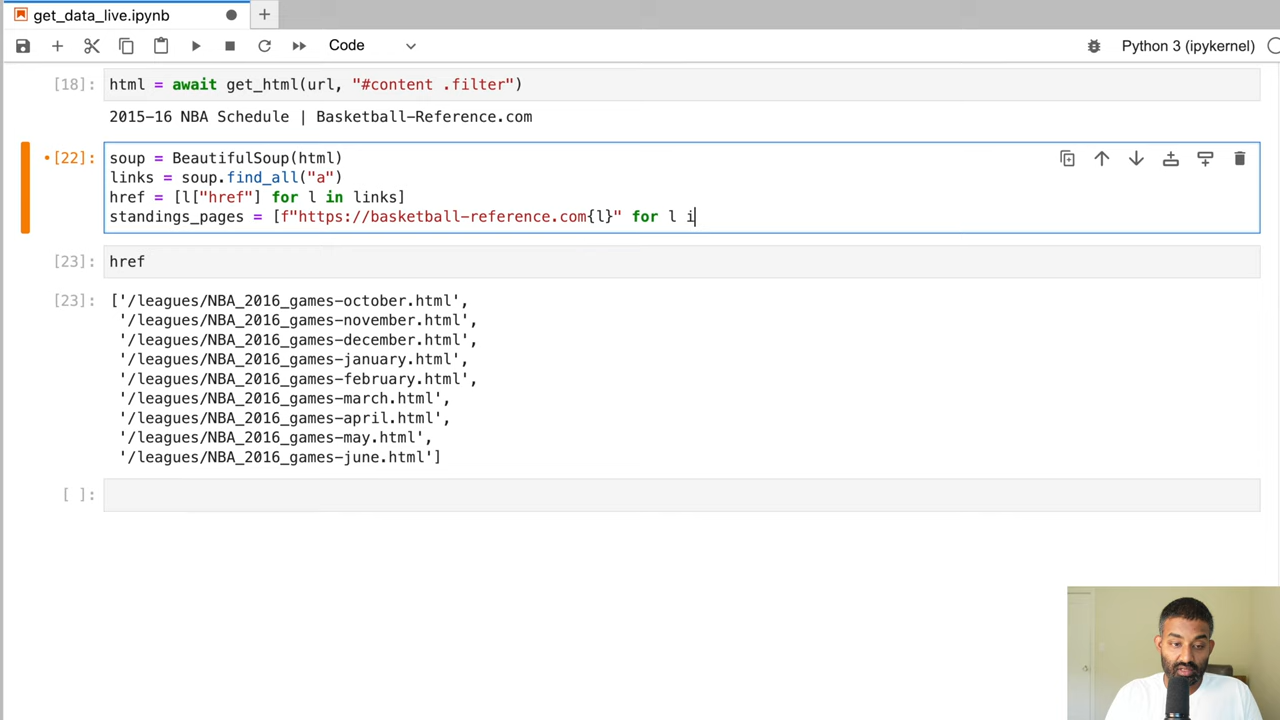 get_data_live.ipynb
Code
Python 3 (ipykernel)
[18]: html = await get_html(url, "#content .filter")
2015-16 NBA Schedule | Basketball-Reference.com
[22]: soup = BeautifulSoup(html)
links = soup.find_all("a")
href = [l["href"] for l in links]
standings_pages = [f"https://basketball-reference.com{l}" for l i
[23]: href
[23]: ['/leagues/NBA_2016_games-october.html',
'/leagues/NBA_2016_games-november.html',
'/leagues/NBA_2016_games-december.html',
'/leagues/NBA_2016_games-january.html',
'/leagues/NBA_2016_games-february.html',
'/leagues/NBA_2016_games-march.html',
'/leagues/NBA_2016_games-april.html',
'/leagues/NBA_2016_games-may.html',
'/leagues/NBA_2016_games-june.html']
[ ]: